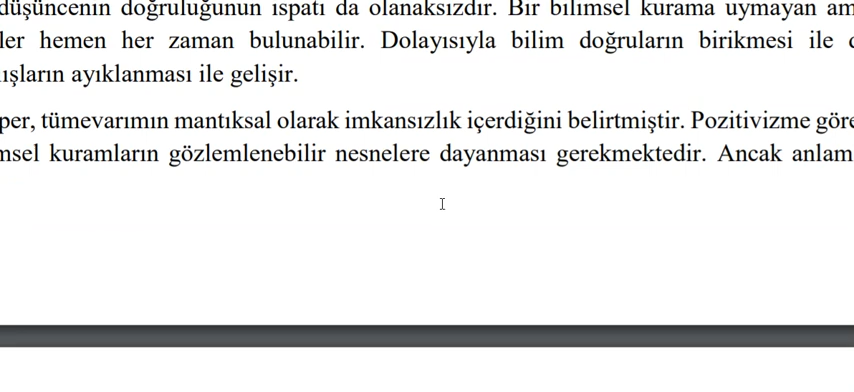 düşüncenin doğruluğunun ispatı da olanaksızdır. Bir bilimsel kurama uymayan
ler hemen her zaman bulunabilir. Dolayısıyla bilim doğruların birikmesi ile
ışların ayıklanması ile gelişir.
per, tümevarımın mantıksal olarak imkansızlık içerdiğini belirtmiştir. Pozitivizme göre
msel kuramların gözlemlenebilir nesnelere dayanması gerekmektedir. Ancak anlam